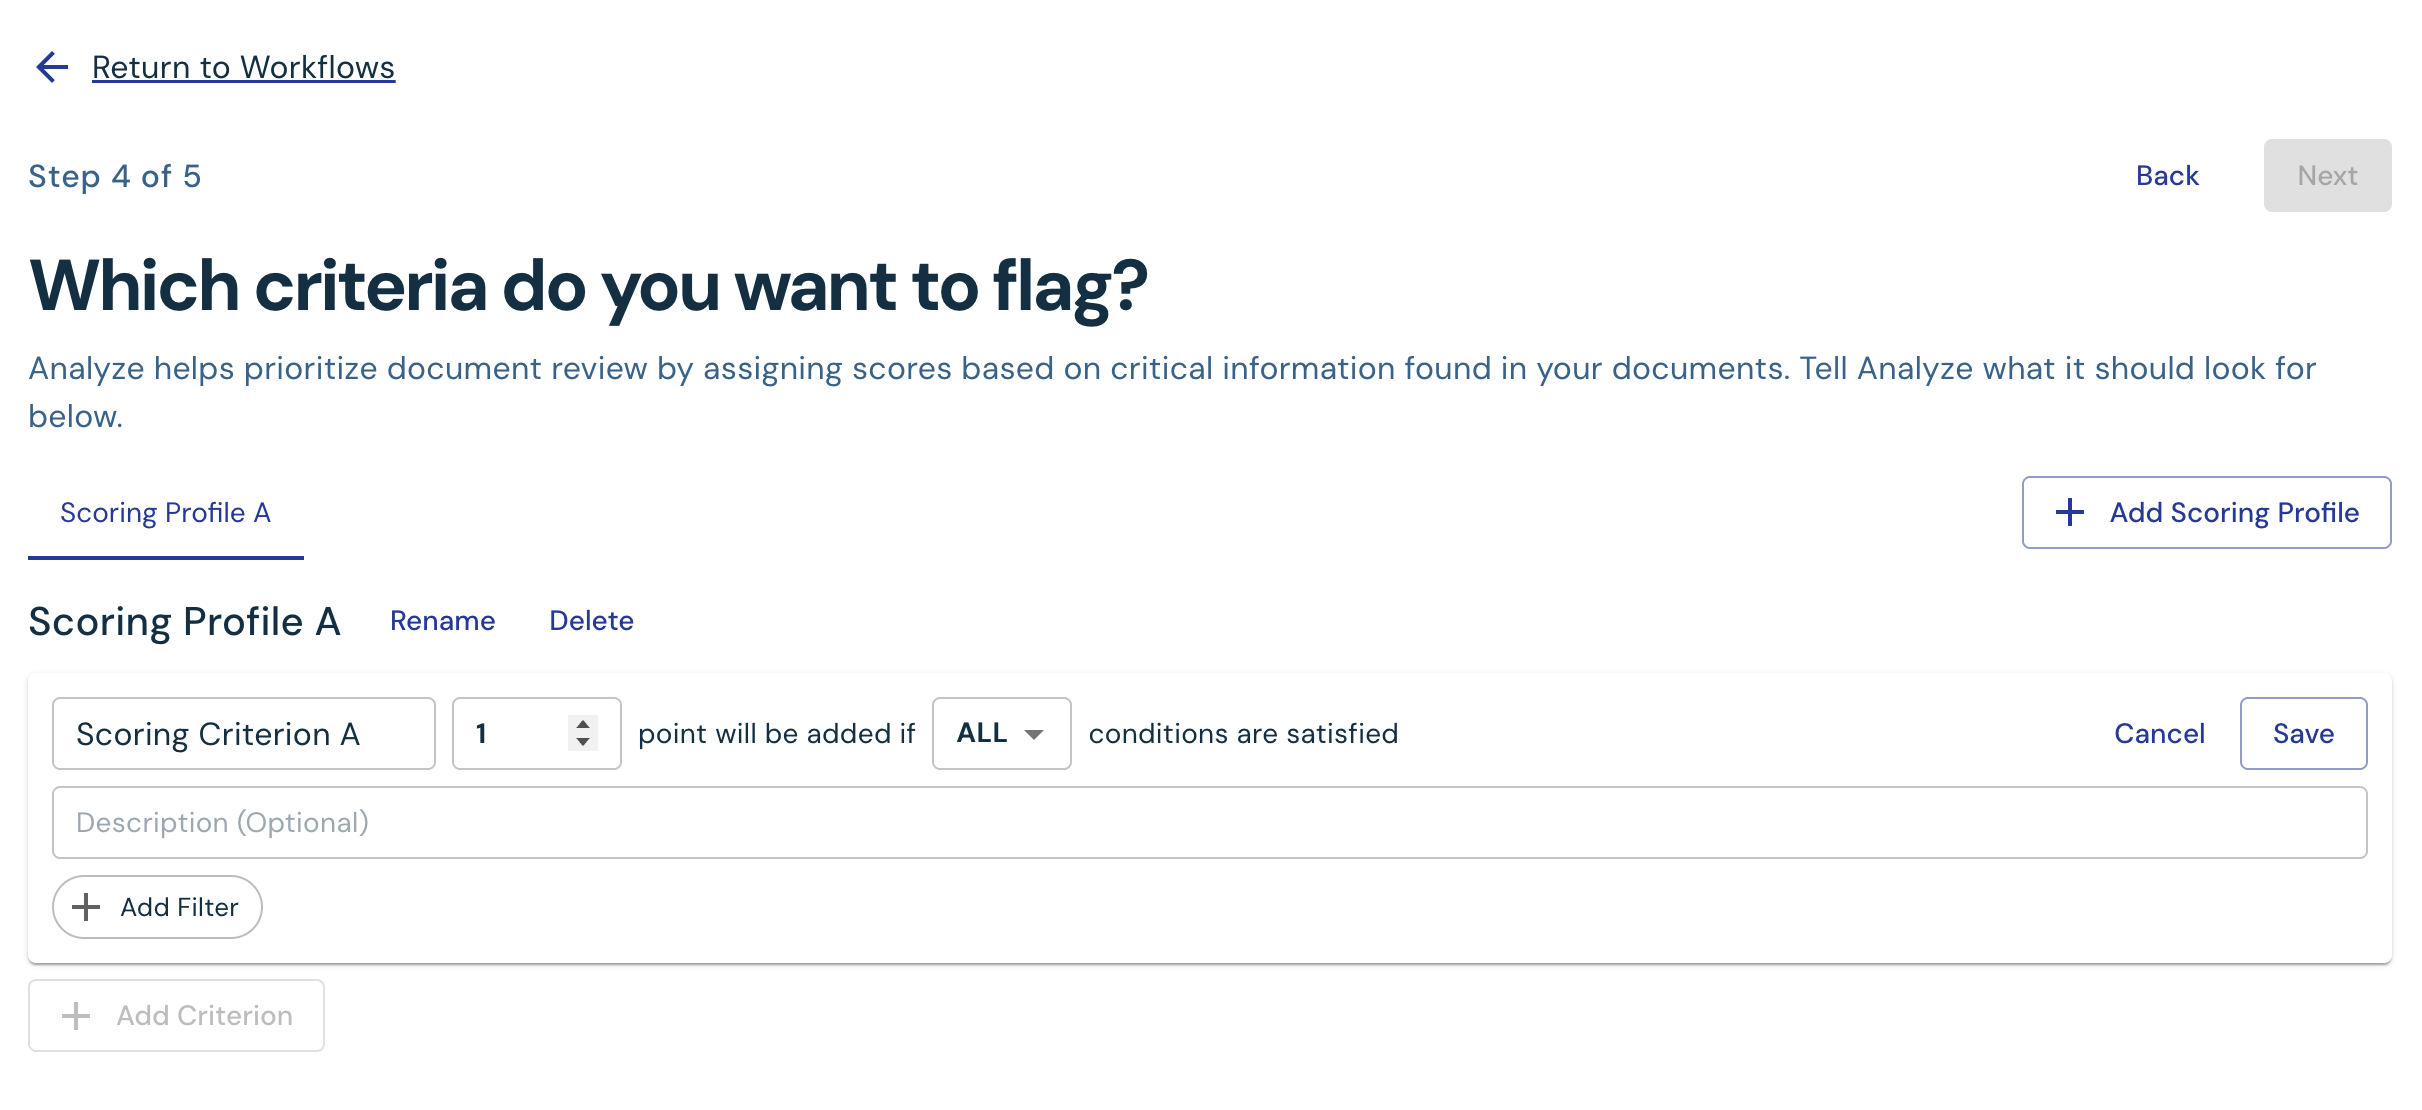 Return to Workflows
Step 4 of 5
Back
Next
Which criteria do you want to flag?
Analyze helps prioritize document review by assigning scores based on critical information found in your documents. Tell Analyze what it should look for
below.
Scoring Profile A
Add Scoring Profile
Scoring Profile A
Rename
Delete
Scoring Criterion A
1
point will be added if
ALL
conditions are satisfied
Cancel
Save
Description (Optional)
Add Filter
Add Criterion